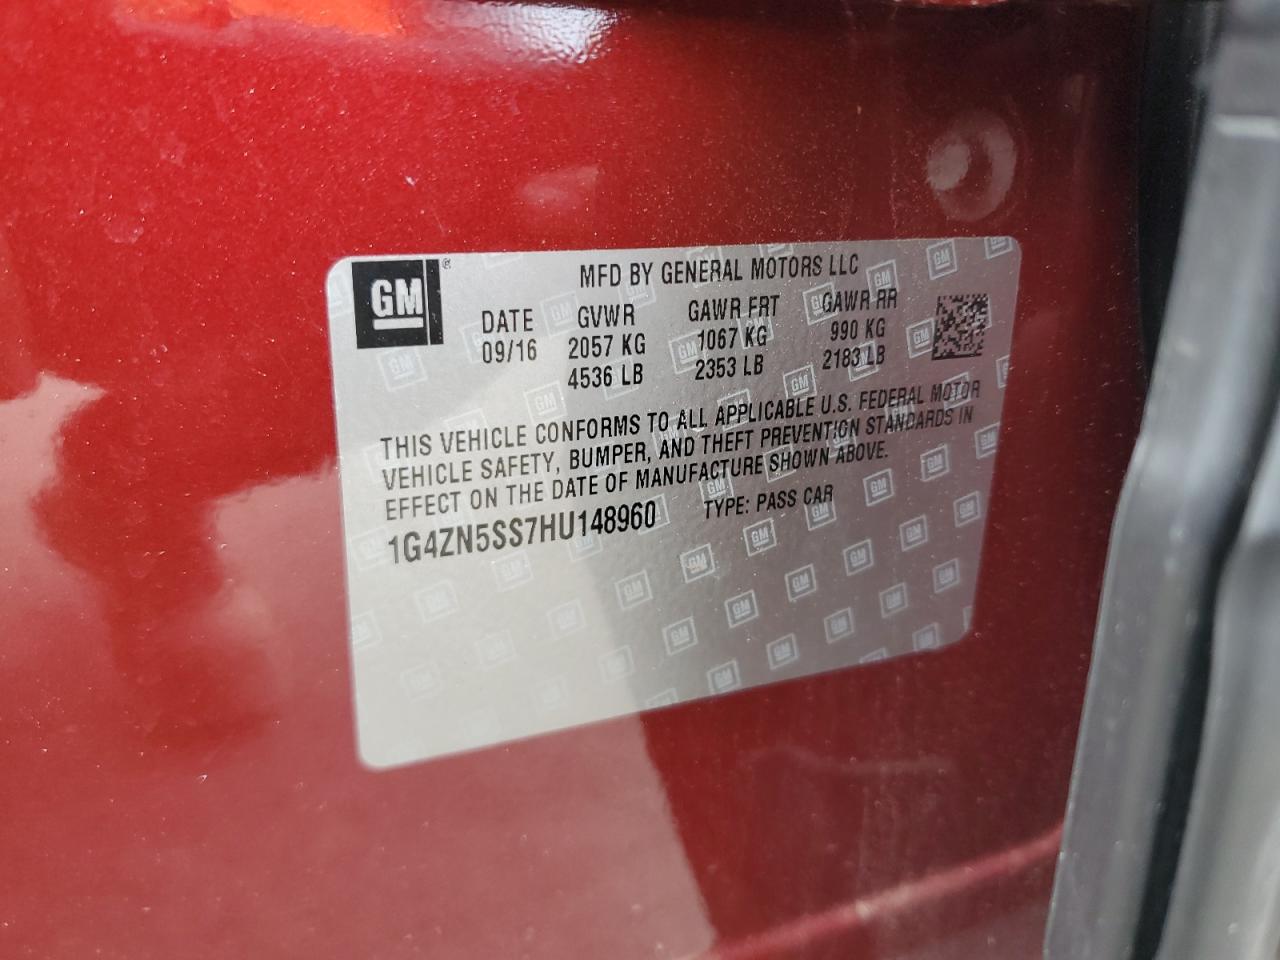 GM®
MFD BY GENERAL MOTORS LLC
DATE GVWR GAWR FRT GAWR RR
09/16 2057 KG 1067 KG 990 KG
4536 LB 2353 LB 2183 LB
THIS VEHICLE CONFORMS TO ALL APPLICABLE U.S. FEDERAL MOTOR
VEHICLE SAFETY, BUMPER, AND THEFT PREVENTION STANDARDS IN
EFFECT ON THE DATE OF MANUFACTURE SHOWN ABOVE.
1G4ZN5SS7HU148960 TYPE: PASS CAR